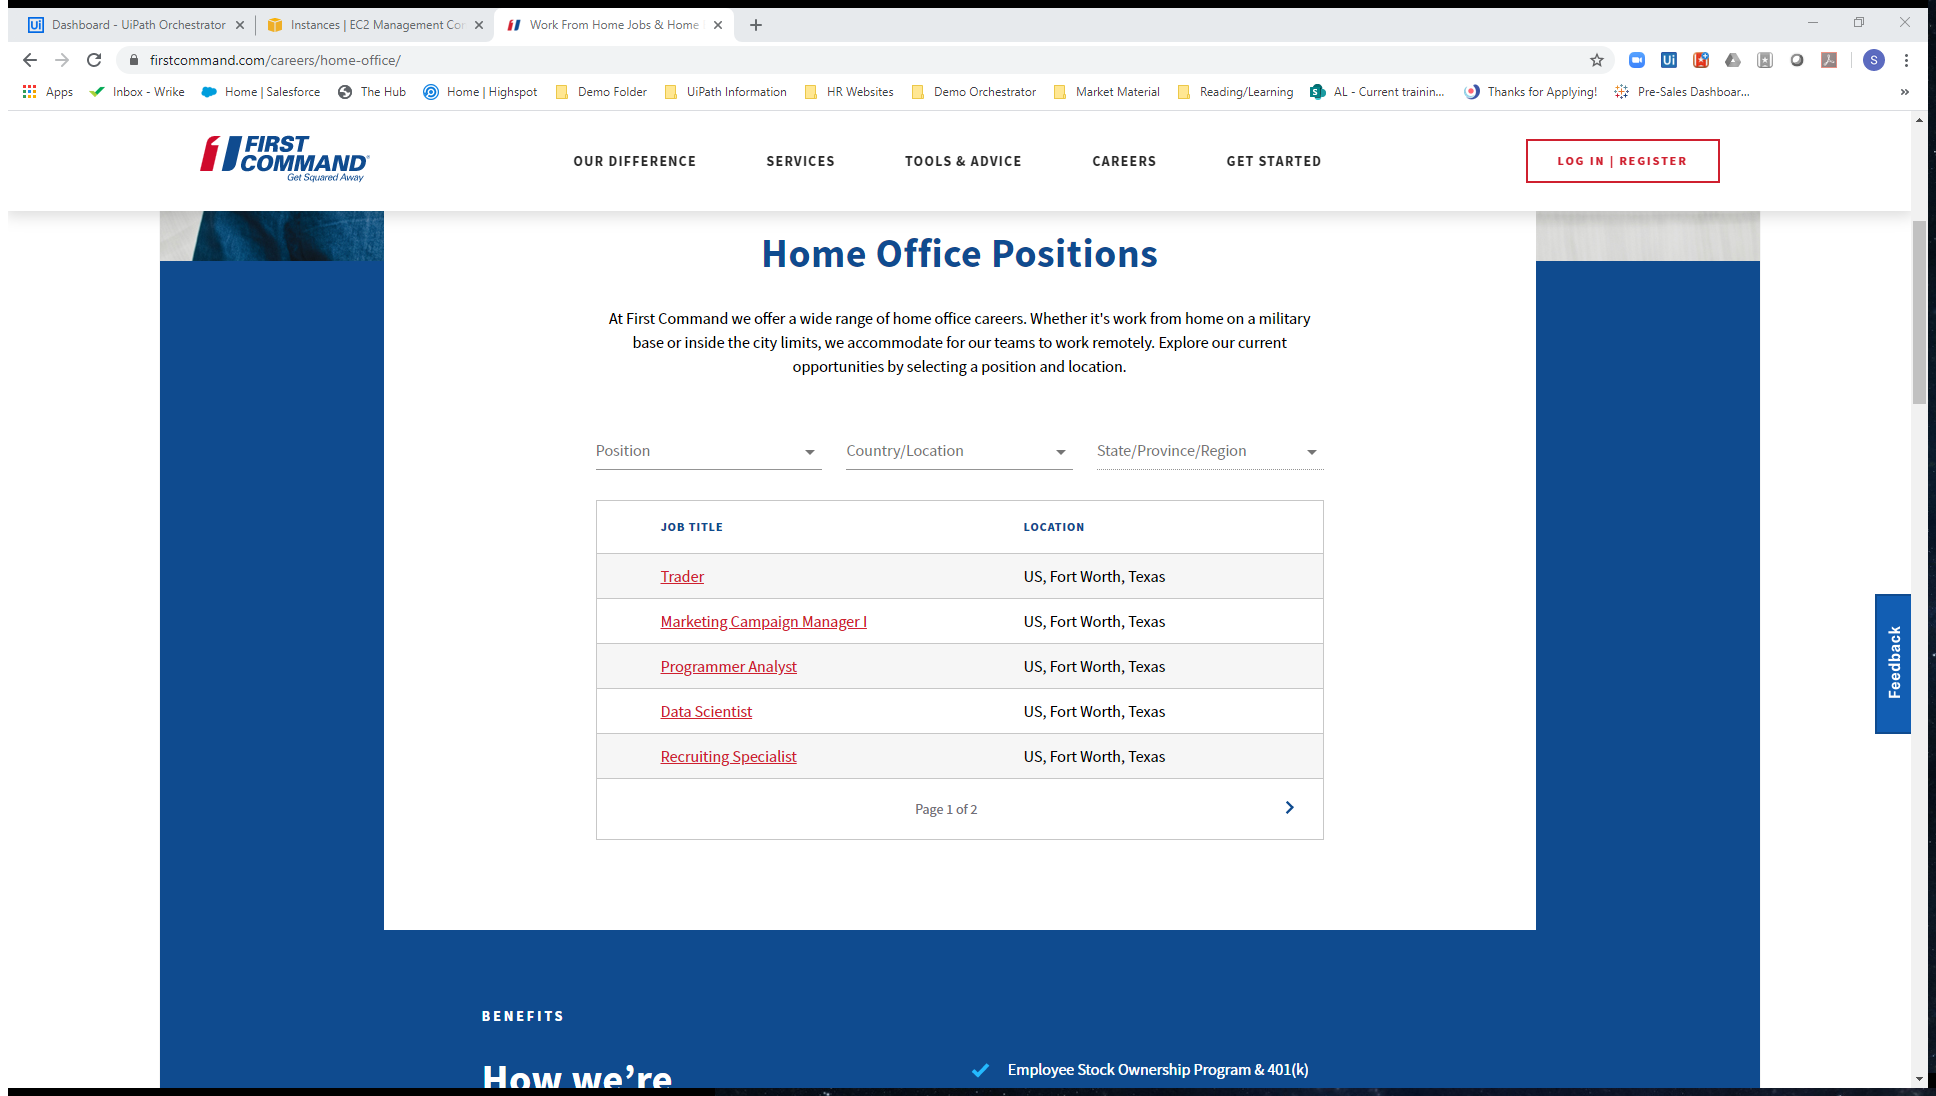 Dashboard - UiPath Orchestrator
Instances | EC2 Management Con
Work From Home Jobs & Home
firstcommand.com/careers/home-office/
Apps
Inbox - Wrike
Home | Salesforce
The Hub
Home | Highspot
Demo Folder
UiPath Information
HR Websites
Demo Orchestrator
Market Material
Reading/Learning
AL - Current trainin...
Thanks for Applying!
Pre-Sales Dashboar...
FIRST
COMMAND
Get Squared Away
OUR DIFFERENCE
SERVICES
TOOLS & ADVICE
CAREERS
GET STARTED
LOG IN | REGISTER
Home Office Positions
At First Command we offer a wide range of home office careers. Whether it's work from home on a military
base or inside the city limits, we accommodate for our teams to work remotely. Explore our current
opportunities by selecting a position and location.
Position
Country/Location
State/Province/Region
JOB TITLE
LOCATION
Trader
US, Fort Worth, Texas
Marketing Campaign Manager I
US, Fort Worth, Texas
Programmer Analyst
US, Fort Worth, Texas
Data Scientist
US, Fort Worth, Texas
Recruiting Specialist
US, Fort Worth, Texas
Page 1 of 2
Feedback
BENEFITS
How we're
Employee Stock Ownership Program & 401(k)